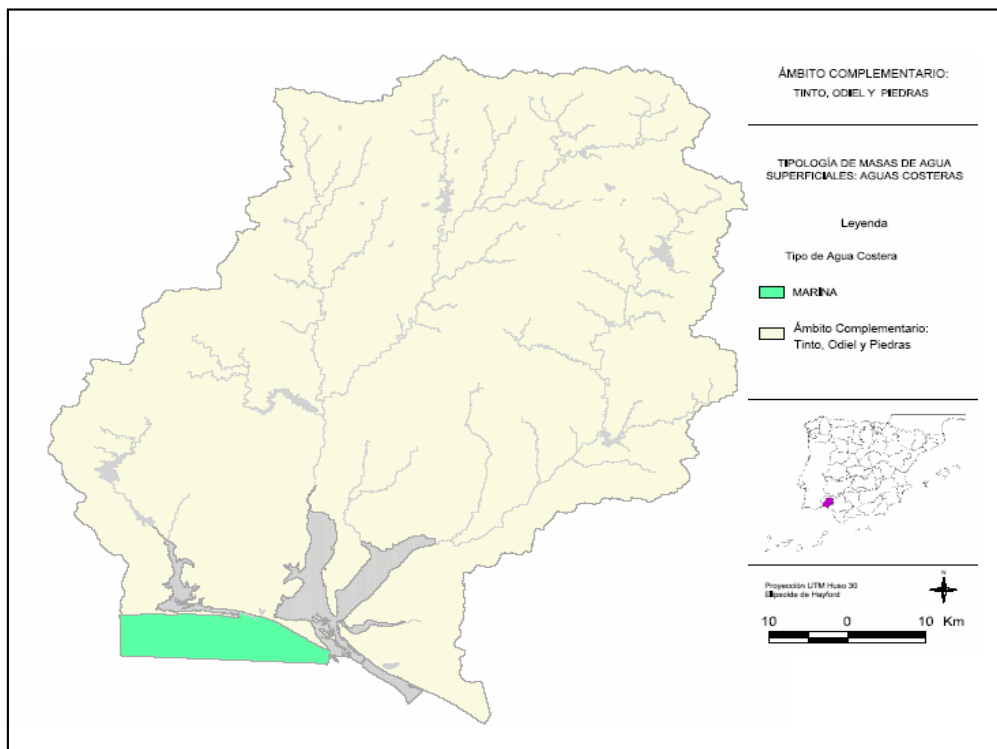 ÁMBITO COMPLEMENTARIO:
TINTO, ODIEL Y PIEDRAS
TIPOLOGÍA DE MASAS DE AGUA
SUPERFICIALES: AGUAS COSTERAS
Leyenda
Tipo de Agua Costera
MARINA
Ámbito Complementario:
Tinto, Odiel y Piedras
Proyección UTM Huso 30
Elipsoide de Hayford
N
10 0 10 Km